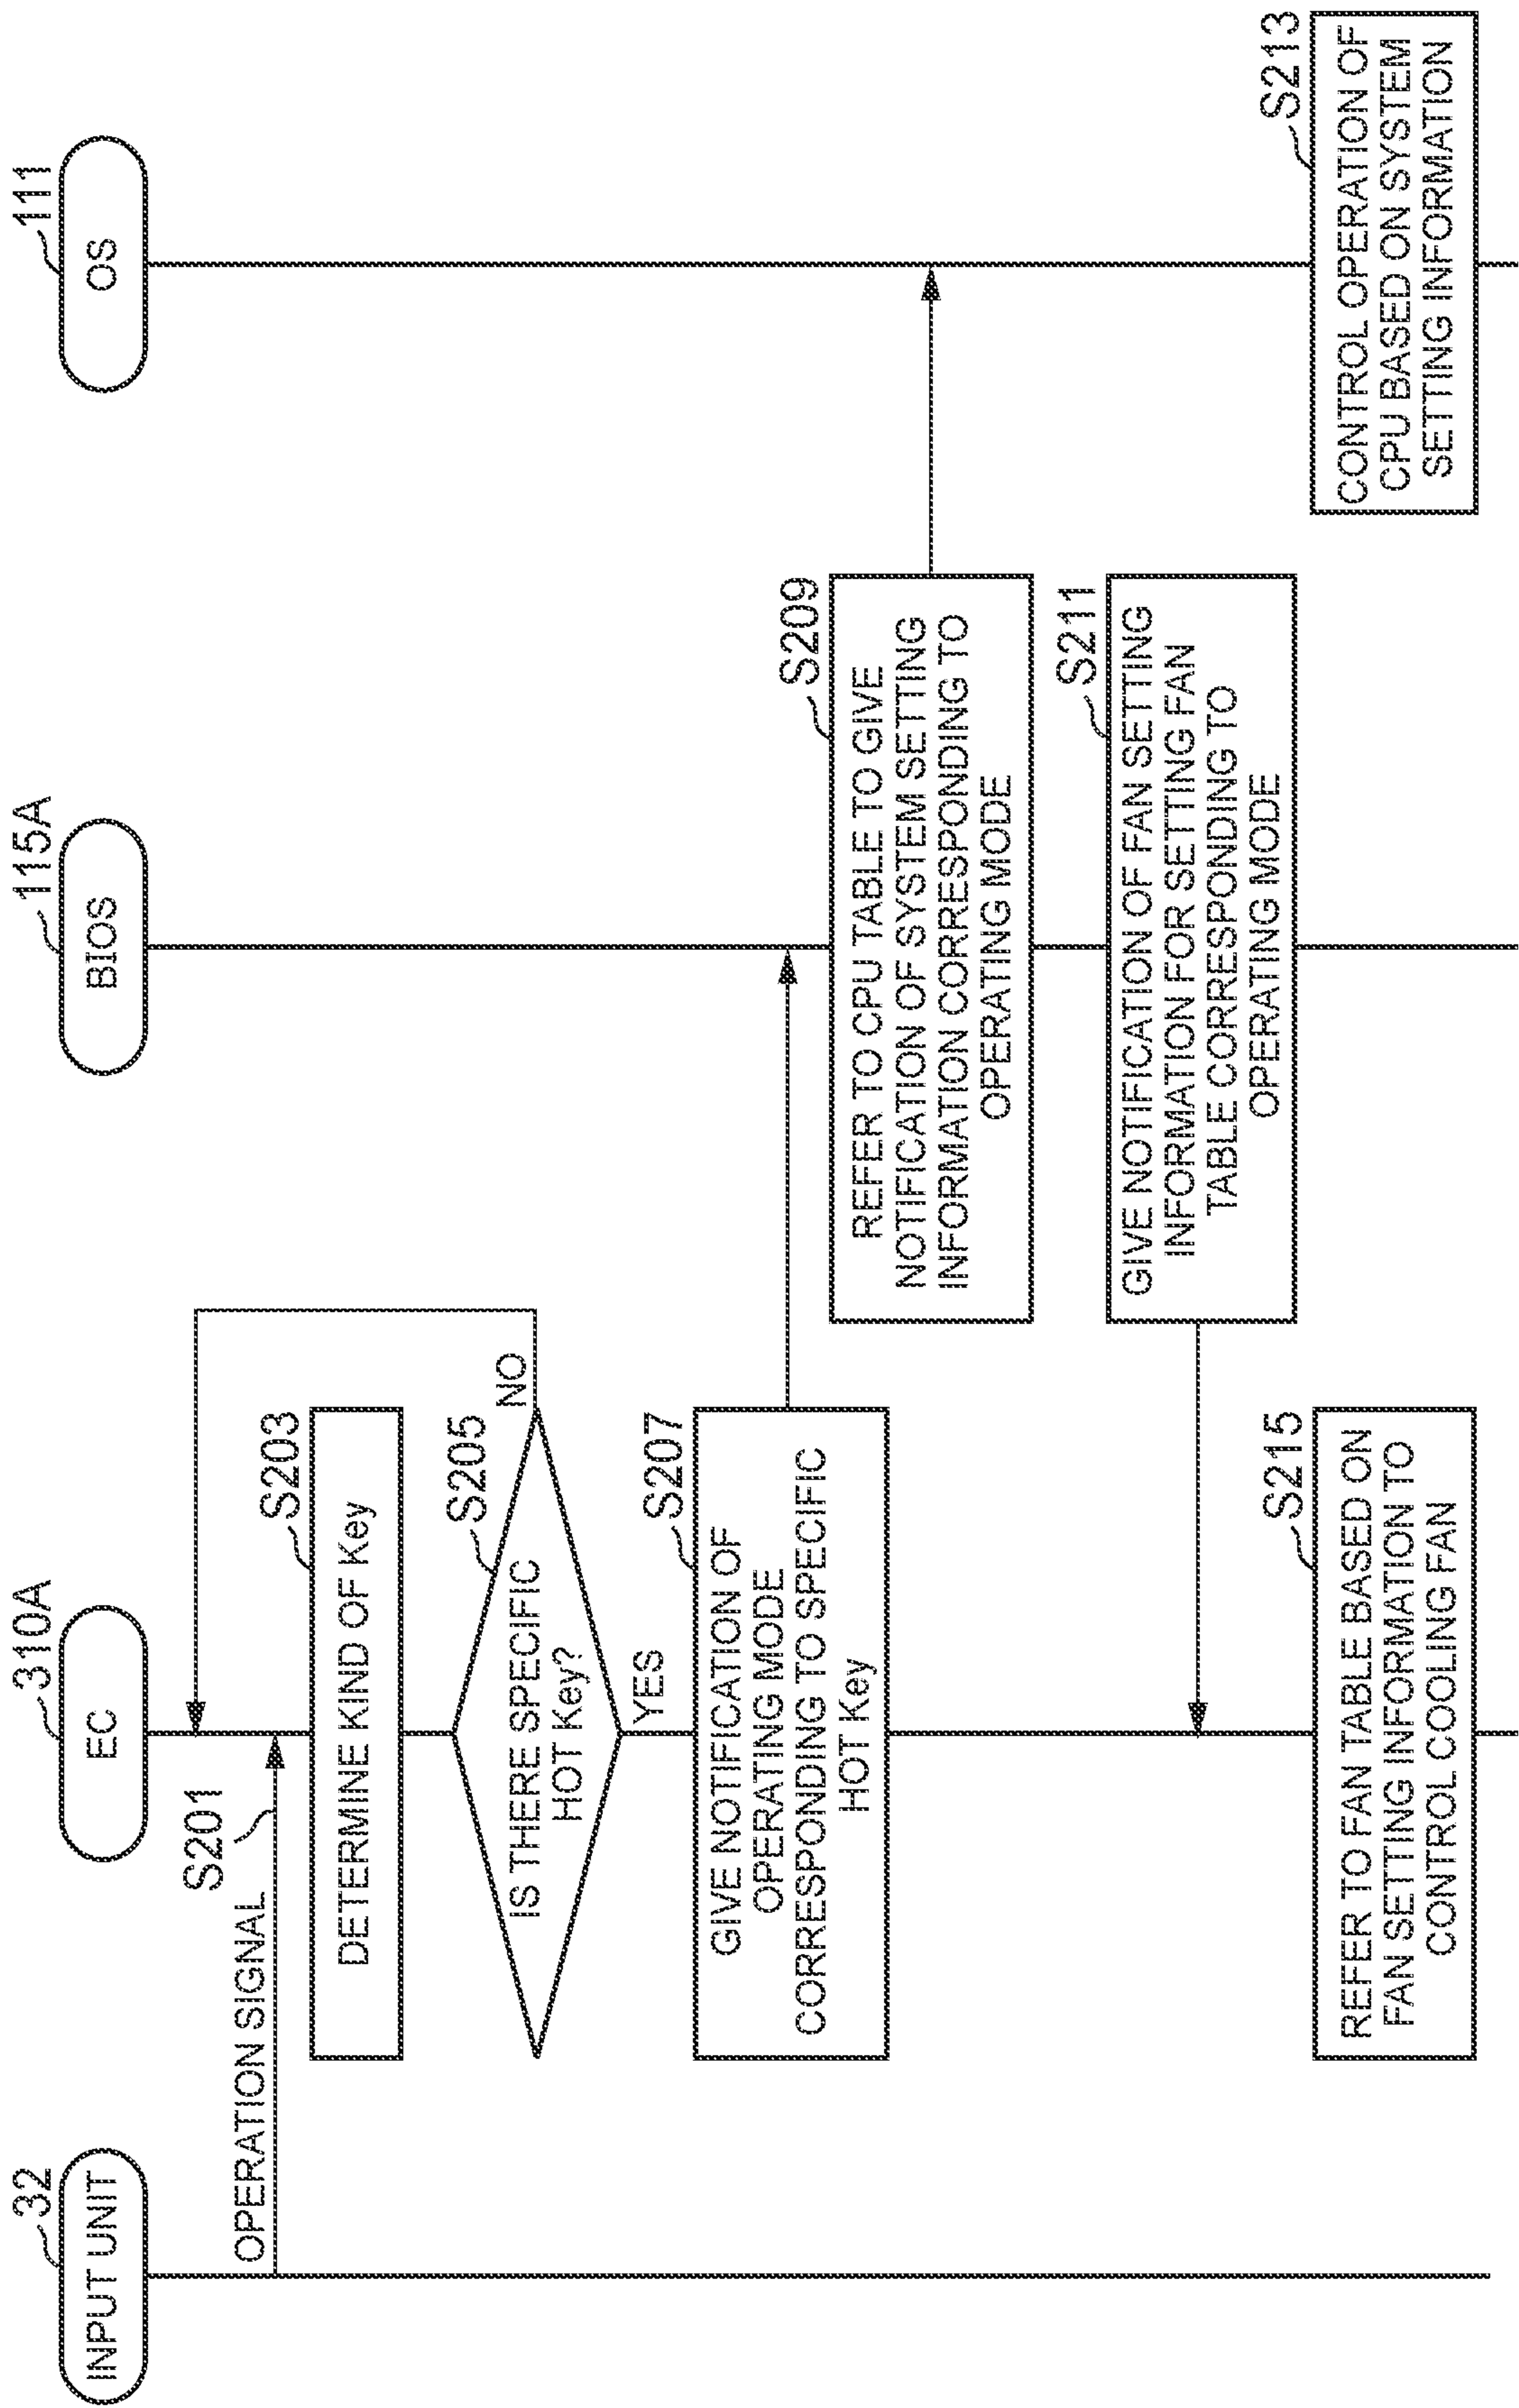 32
INPUT UNIT
310A
EC
115A
BIOS
111
OS
OPERATION SIGNAL
S201
S203
DETERMINE KIND OF Key
S205
IS THERE SPECIFIC
HOT Key?
NO
YES
S207
GIVE NOTIFICATION OF
OPERATING MODE
CORRESPONDING TO SPECIFIC
HOT Key
S209
REFER TO CPU TABLE TO GIVE
NOTIFICATION OF SYSTEM SETTING
INFORMATION CORRESPONDING TO
OPERATING MODE
S211
GIVE NOTIFICATION OF FAN SETTING
INFORMATION FOR SETTING FAN
TABLE CORRESPONDING TO
OPERATING MODE
S213
CONTROL OPERATION OF
CPU BASED ON SYSTEM
SETTING INFORMATION
S215
REFER TO FAN TABLE BASED ON
FAN SETTING INFORMATION TO
CONTROL COOLING FAN